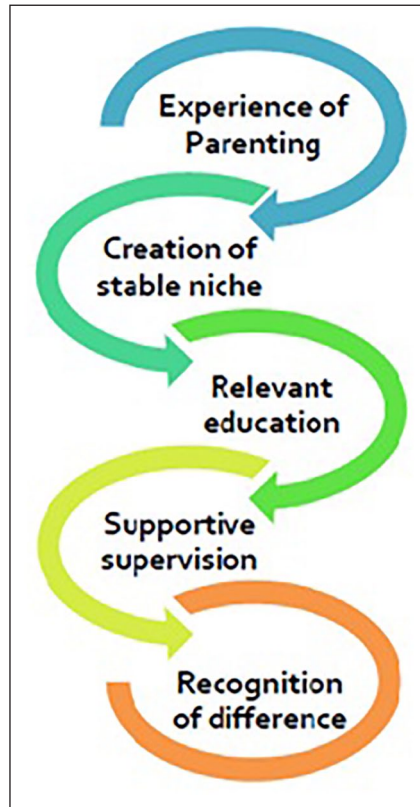 Experience of
Parenting
Creation of
stable niche
Relevant
education
Supportive
supervision
Recognition
of difference